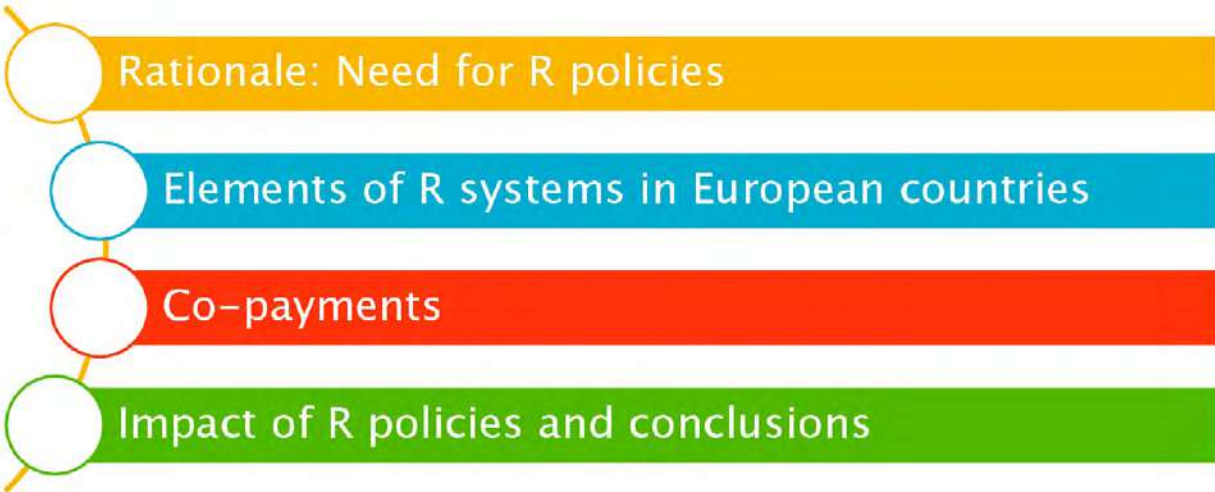 Rationale: Need for R policies
Elements of R systems in European countries
Co-payments
Impact of R policies and conclusions